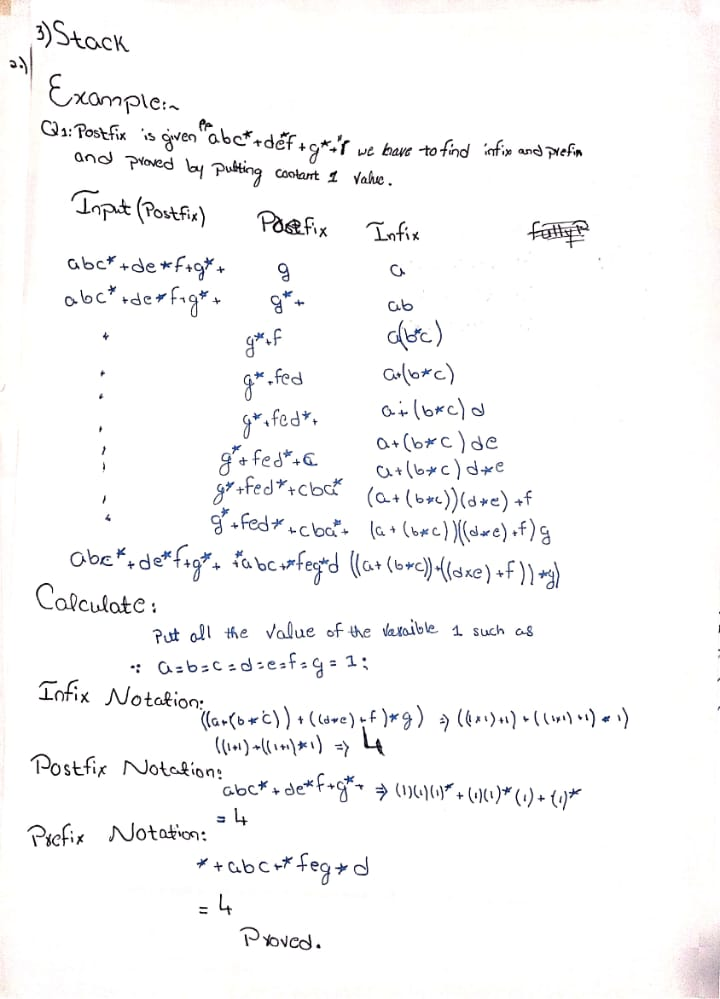 3) Stack
2.)
Example:~
Q1: Postfix is given "abc*+def+g*+" we have to find infix and prefix
and proved by putting constant 1 value.
Input (Postfix) Postfix Infix
abc*+de*f+g*+ g a
abc*+de*f+g*+ g*+ ab
g*+f a(b*c)
g*+fed a+(b*c)
g*+fed*+ a+(b*c)d
g*+fed*+c a+(b*c)de
g*+fed*+cba* a+(b*c)d*e
(a+(b*c))(d*e)+f
g*+fed*+cba*+ (a+(b*c))((d*e)+f)g
abc*+de*f+g*+ +*abc+*feg*d ((a+(b*c))+((d*e)+f))*g)
Calculate:
Put all the value of the varaible 1 such as
∵ a=b=c=d=e=f=g=1;
Infix Notation:
((a+(b*c))+((d*e)+f)*g) ⇒ ((1*1)+1)+((1*1)+1)*1)
((1+1)+((1+1)*1) ⇒ 4
Postfix Notation:
abc*+de*f+g*+ ⇒ (1)(1)(1)*+(1)(1)*(1)+(1)*
= 4
Prefix Notation:
*+abc+*feg*d
= 4
Proved.